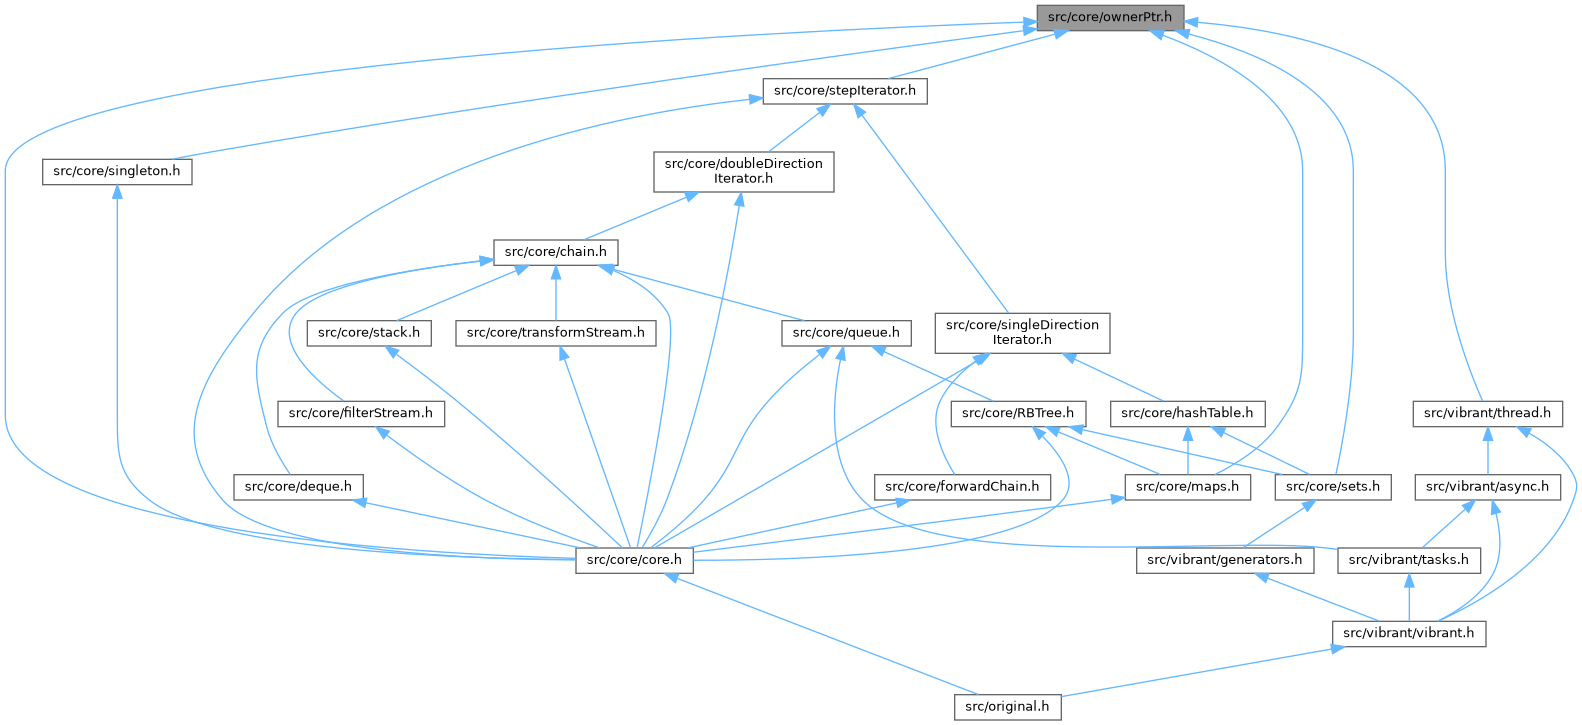 src/core/ownerPtr.h
src/core/stepIterator.h
src/core/singleton.h
src/core/doubleDirection
Iterator.h
src/core/chain.h
src/core/stack.h
src/core/transformStream.h
src/core/queue.h
src/core/singleDirection
Iterator.h
src/core/filterStream.h
src/core/RBTree.h
src/core/hashTable.h
src/vibrant/thread.h
src/core/deque.h
src/core/forwardChain.h
src/core/maps.h
src/core/sets.h
src/vibrant/async.h
src/core/core.h
src/vibrant/generators.h
src/vibrant/tasks.h
src/vibrant/vibrant.h
src/original.h